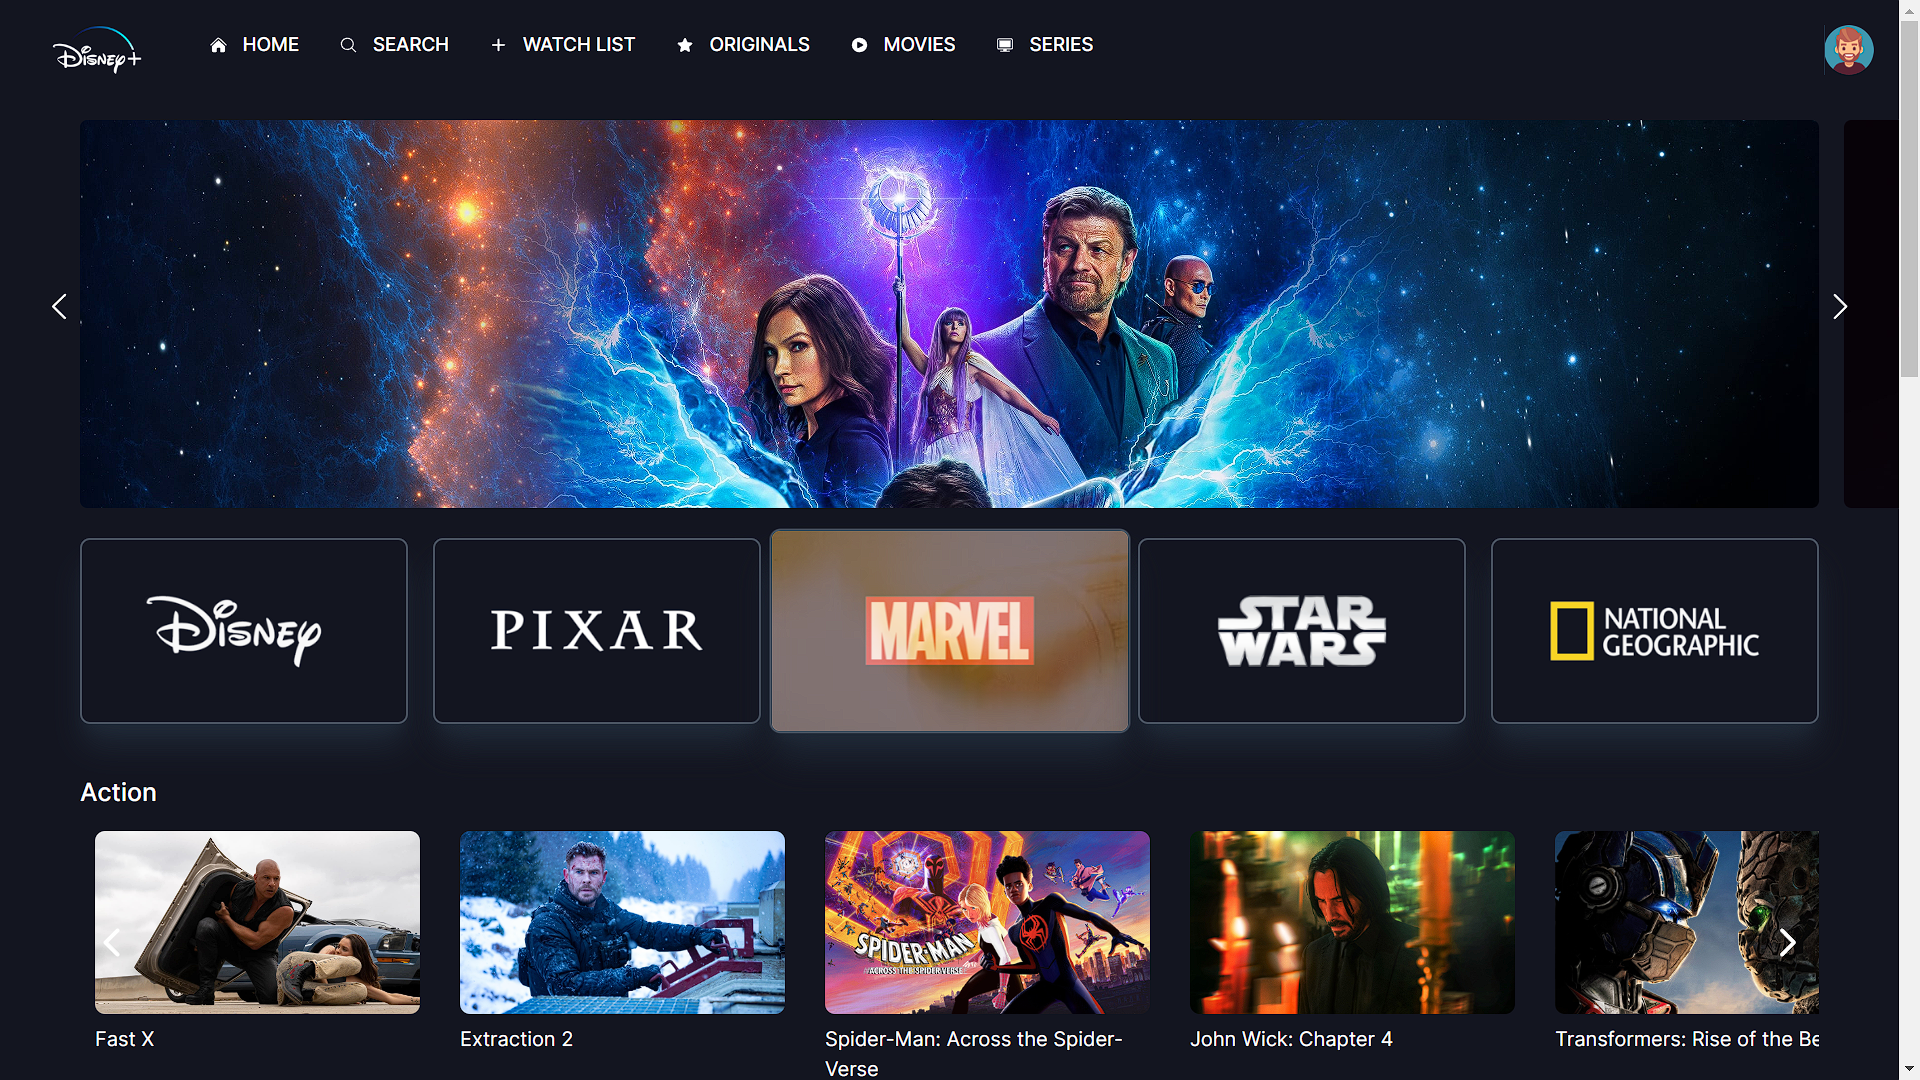 Disney+
HOME
SEARCH
WATCH LIST
ORIGINALS
MOVIES
SERIES
Disney
PIXAR
MARVEL
STAR
WARS
NATIONAL
GEOGRAPHIC
Action
SPIDER-MAN
ACROSS THE SPIDER-VERSE
Fast X
Extraction 2
Spider-Man: Across the Spider-
Verse
John Wick: Chapter 4
Transformers: Rise of the Be